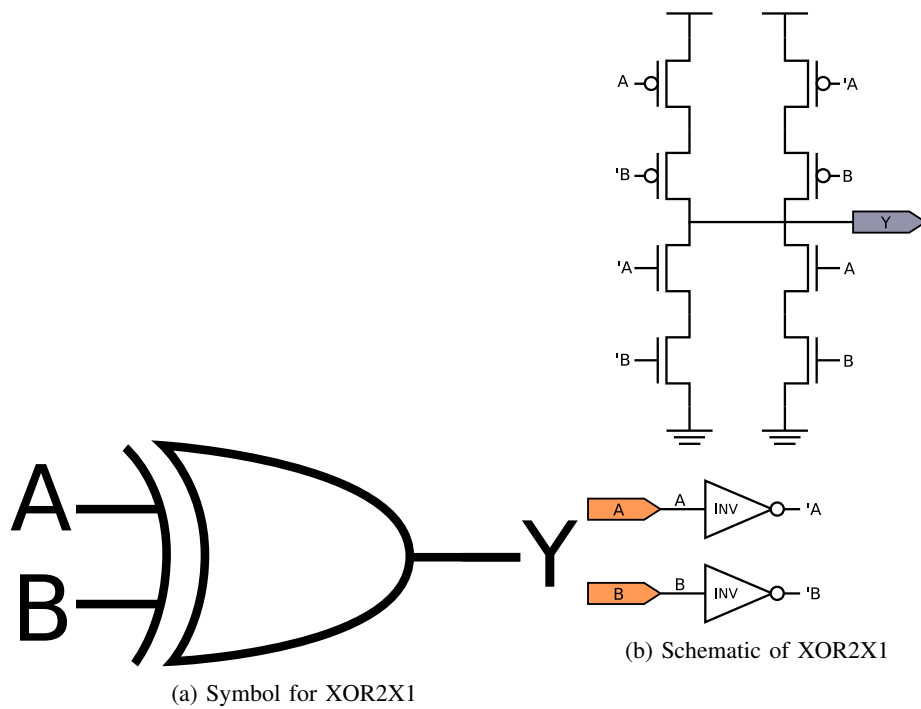 A
'A
'B
B
Y
'A
A
'B
B
A
B
Y
A
A
INV
'A
B
B
INV
'B
(a) Symbol for XOR2X1
(b) Schematic of XOR2X1